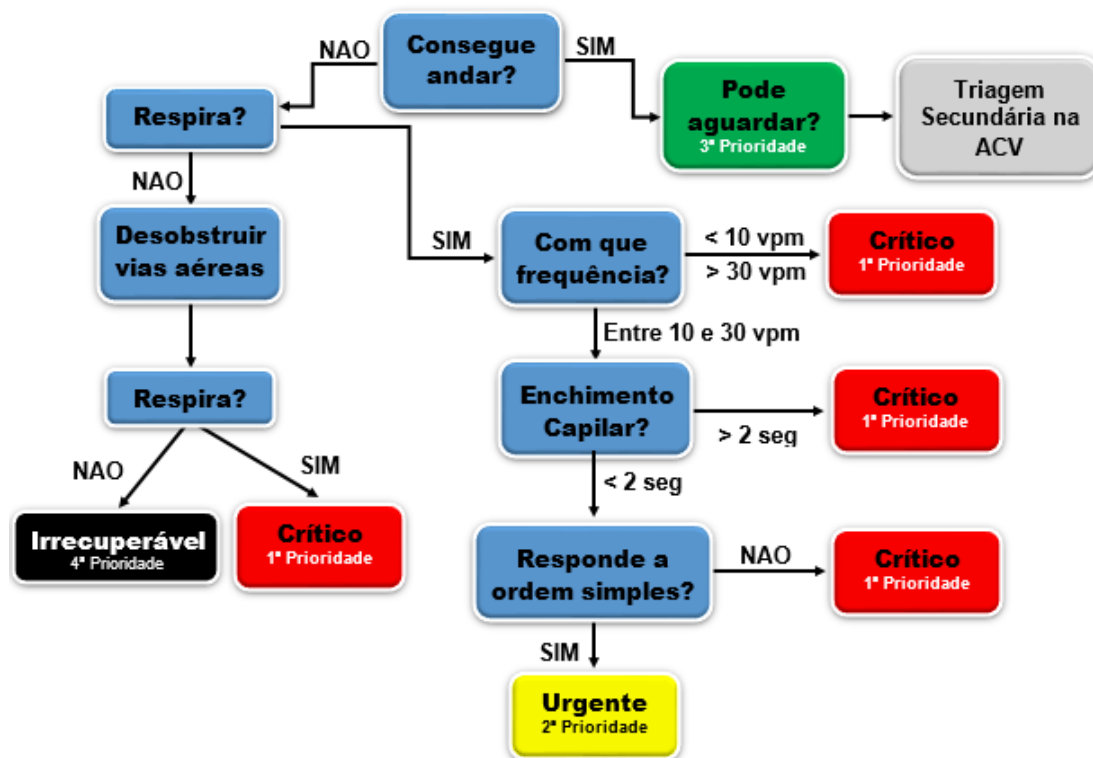 Consegue
andar?
NAO
SIM
Respira?
Pode
aguardar?
3ª Prioridade
Triagem
Secundária na
ACV
NAO
Desobstruir
vias aéreas
SIM
Com que
frequência?
< 10 vpm
> 30 vpm
Crítico
1ª Prioridade
Entre 10 e 30 vpm
Respira?
Enchimento
Capilar?
> 2 seg
Crítico
1ª Prioridade
NAO
SIM
< 2 seg
Irrecuperável
4ª Prioridade
Crítico
1ª Prioridade
Responde a
ordem simples?
NAO
Crítico
1ª Prioridade
SIM
Urgente
2ª Prioridade